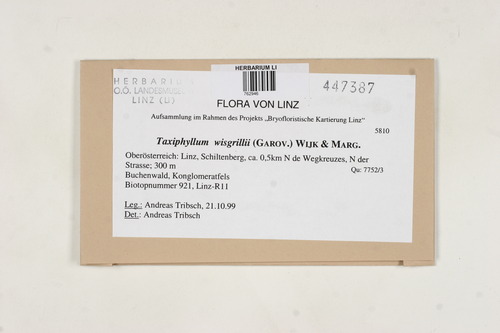 HERBARIUM
O.Ö. LANDESMUSEUM
LINZ (LI)
HERBARIUM LI
762946
447387
FLORA VON LINZ
Aufsammlung im Rahmen des Projekts „Bryofloristische Kartierung Linz“
5810
Taxiphyllum wisgrillii (GAROV.) WIJK & MARG.
Oberösterreich: Linz, Schiltenberg, ca. 0,5km N de Wegkreuzes, N der
Strasse; 300 m
Qu: 7752/3
Buchenwald, Konglomeratfels
Biotopnummer 921, Linz-R11
Leg.: Andreas Tribsch, 21.10.99
Det.: Andreas Tribsch